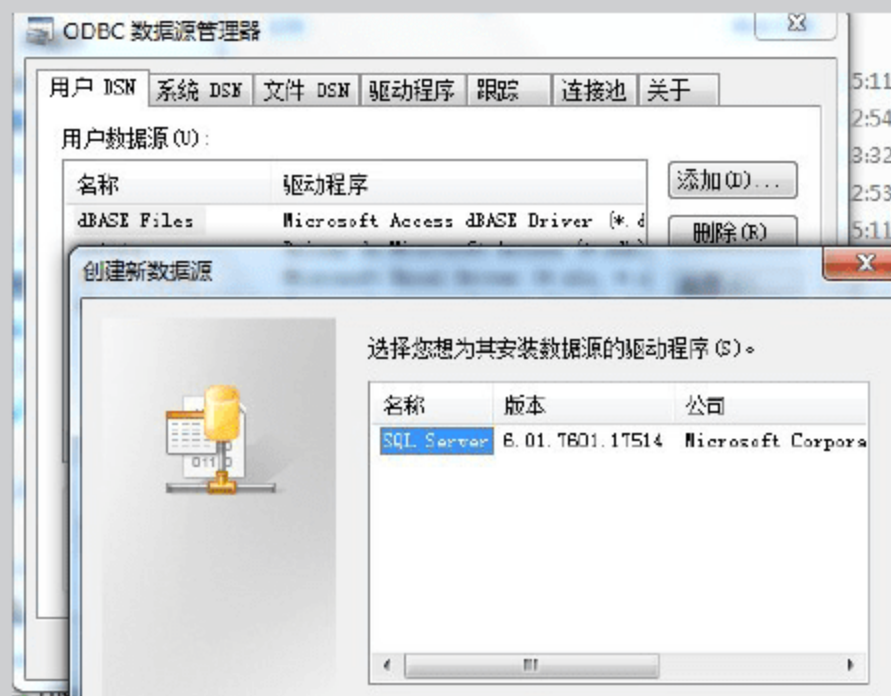 ODBC 数据源管理器
用户 DSN 系统 DSN 文件 DSN 驱动程序 跟踪 连接池 关于
5:11
2:54
用户数据源(U):
3:32
名称 驱动程序 添加(D)...
2:53
dBASE Files Microsoft Access dBASE Driver (*.d
删除(R)
5:11
创建新数据源
选择您想为其安装数据源的驱动程序(S)。
名称 版本 公司
SQL Server 6.01.7601.17514 Microsoft Corpora
011